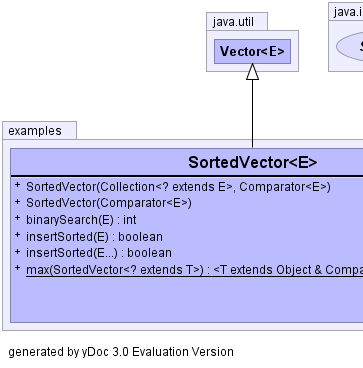 java.util
java.i
Vector<E>
examples
SortedVector<E>
+ SortedVector(Collection<? extends E>, Comparator<E>)
+ SortedVector(Comparator<E>)
+ binarySearch(E) : int
+ insertSorted(E) : boolean
+ insertSorted(E...) : boolean
+ max(SortedVector<? extends T>) : <T extends Object & Compa
generated by yDoc 3.0 Evaluation Version